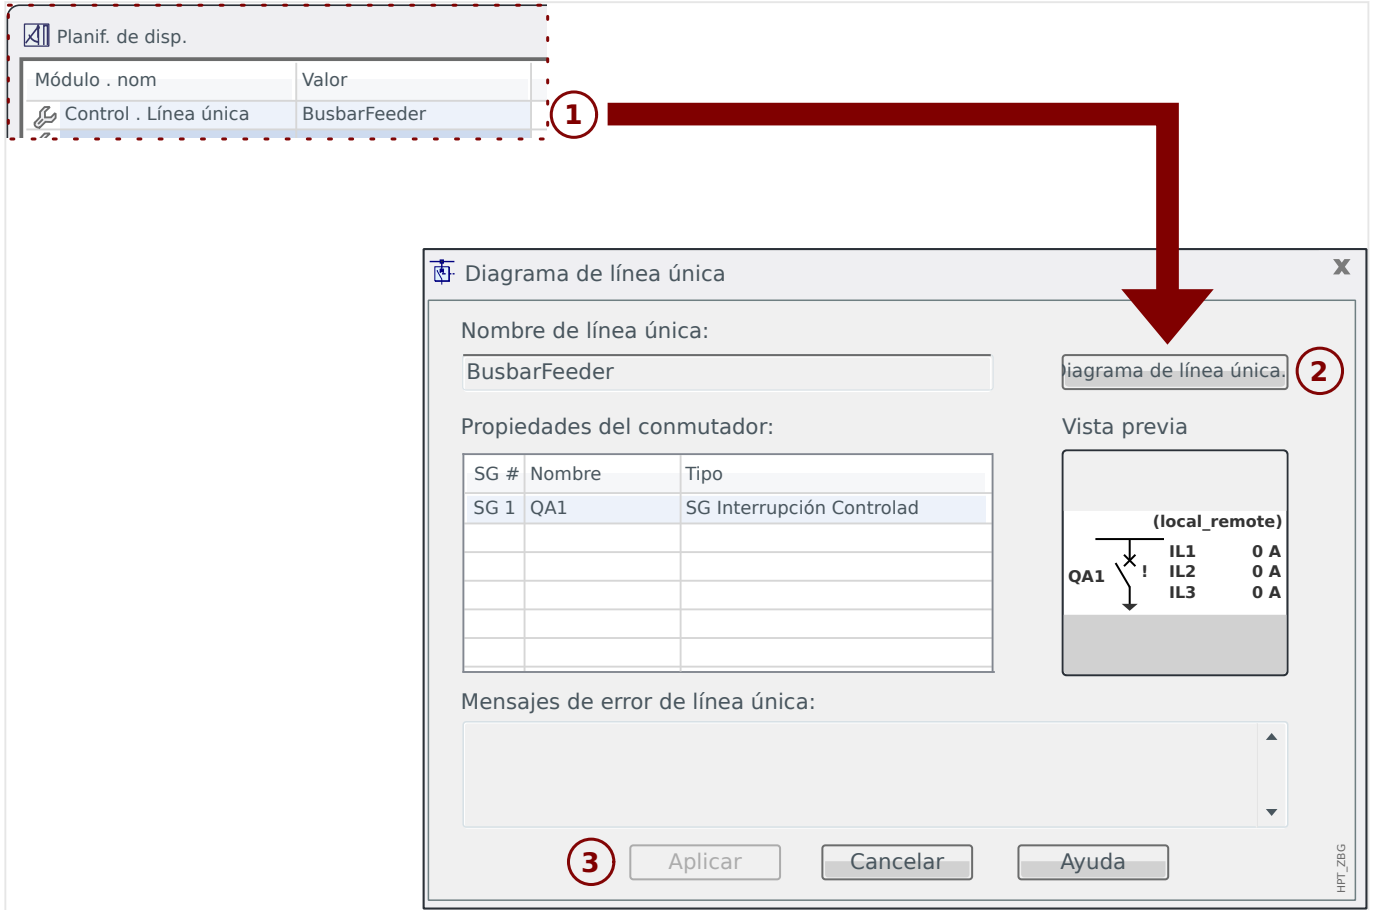 Planif. de disp.
Módulo . nom Valor
Control . Línea única BusbarFeeder
1
Diagrama de línea única X
Nombre de línea única:
BusbarFeeder
iagrama de línea única. 2
Propiedades del conmutador: Vista previa
SG # Nombre Tipo
SG 1 QA1 SG Interrupción Controlad
(local_remote)
IL1 0 A
QA1 ! IL2 0 A
IL3 0 A
Mensajes de error de línea única:
3 Aplicar Cancelar Ayuda
HPT_ZBG